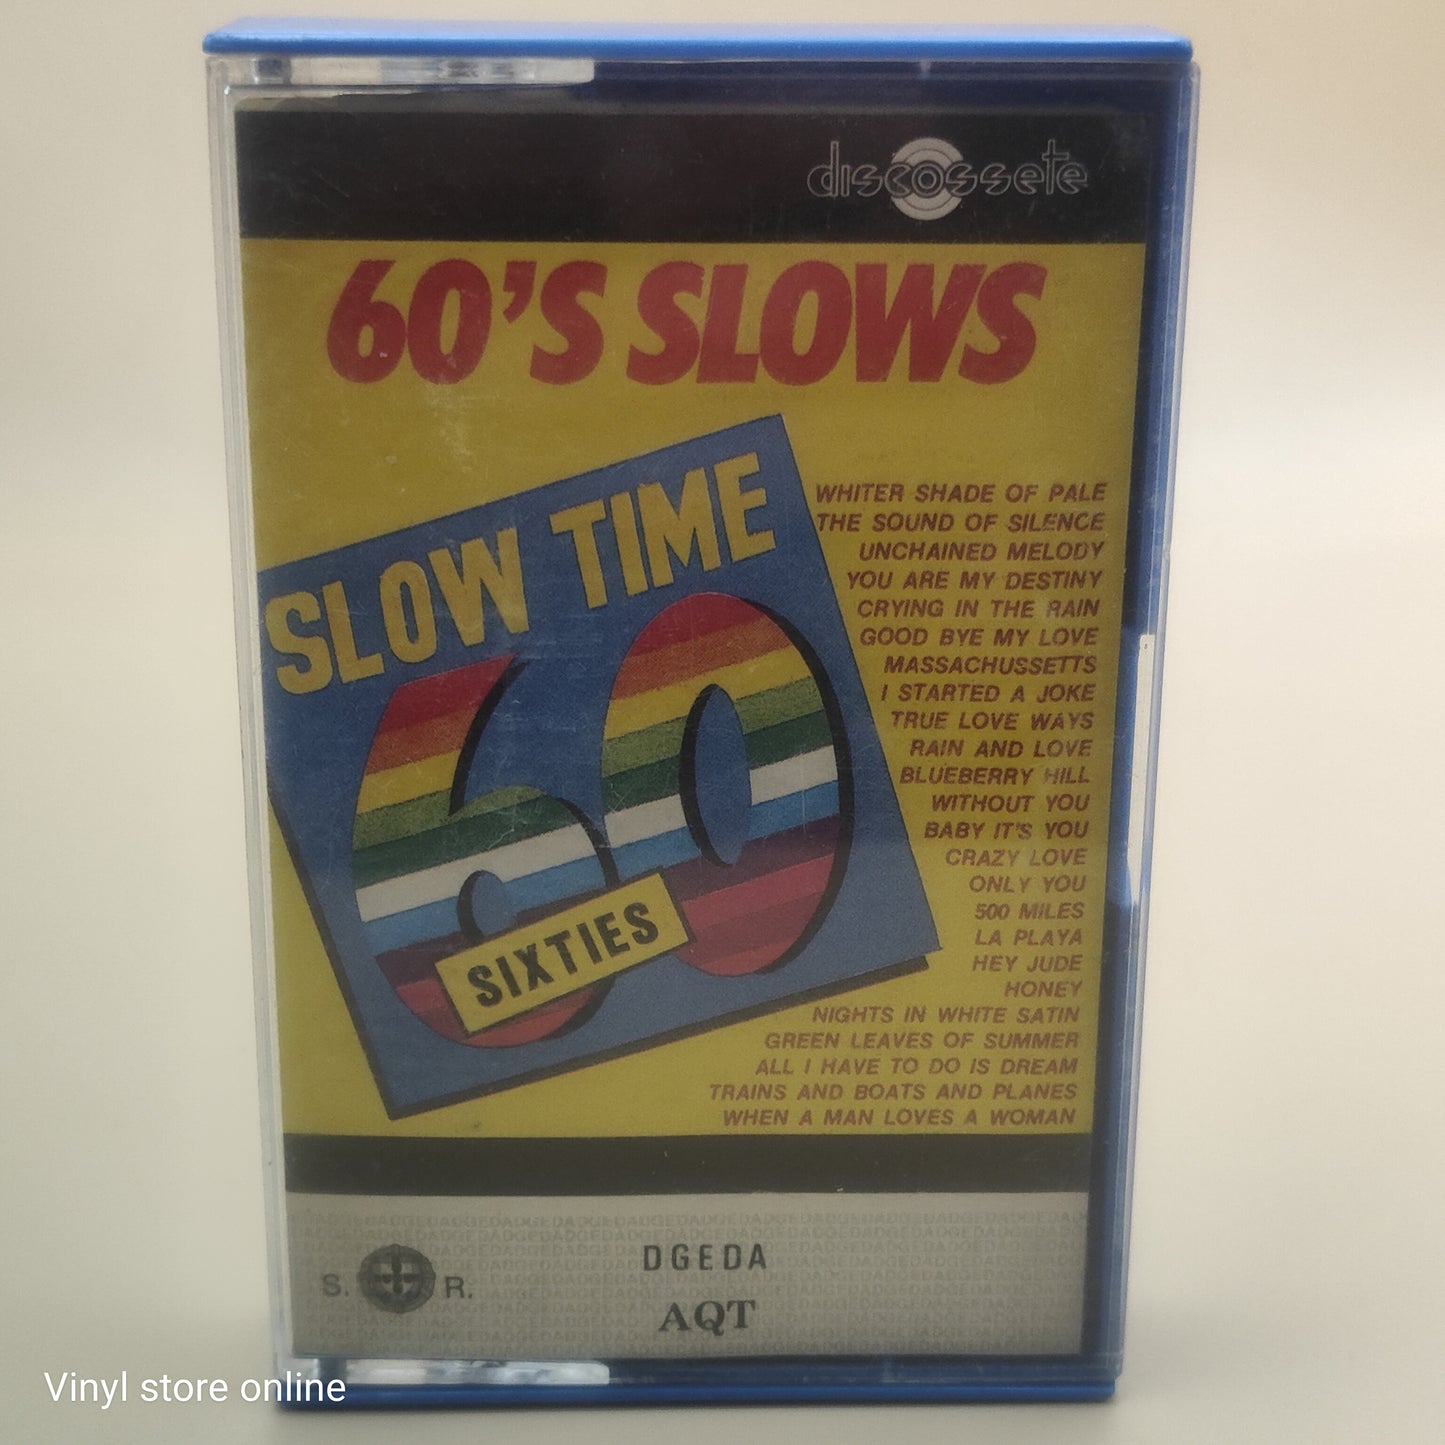 discossete
60'S SLOWS
SLOW TIME
60
SIXTIES
WHITER SHADE OF PALE
THE SOUND OF SILENCE
UNCHAINED MELODY
YOU ARE MY DESTINY
CRYING IN THE RAIN
GOOD BYE MY LOVE
MASSACHUSSETTS
I STARTED A JOKE
TRUE LOVE WAYS
RAIN AND LOVE
BLUEBERRY HILL
WITHOUT YOU
BABY IT'S YOU
CRAZY LOVE
ONLY YOU
500 MILES
LA PLAYA
HEY JUDE
HONEY
NIGHTS IN WHITE SATIN
GREEN LEAVES OF SUMMER
ALL I HAVE TO DO IS DREAM
TRAINS AND BOATS AND PLANES
WHEN A MAN LOVES A WOMAN
DGEDA
S. R.
AQT
Vinyl store online